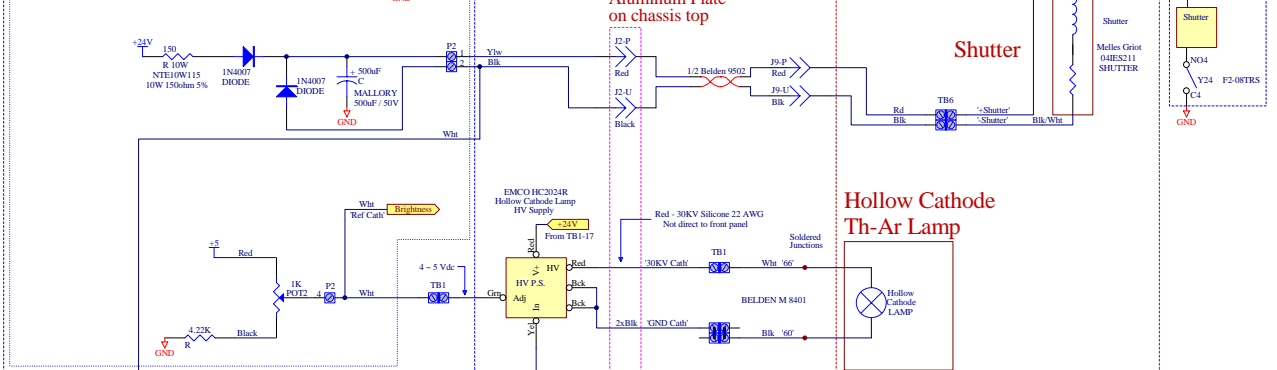 Aluminum Plate
on chassis top
GND
+24V
150
R 10W
NTE10W115
10W 150ohm 5%
1N4007
DIODE
1N4007
DIODE
+ 500uF
C
MALLORY
500uF / 50V
GND
P2
1
2
Ylw
Blk
Wht
J2-P
Red
J2-U
Black
1/2 Belden 9502
J9-P
Red
J9-U
Blk
Rd
Blk
TB6
'+Shutter'
'-Shutter'
Blk/Wht
Shutter
Shutter
Melles Griot
04IES211
SHUTTER
Shutter
NO4
Y24
F2-08TRS
C4
GND
Wht
'Ref Cath'
Brightness
+5
Red
1K
POT2
4
P2
Wht
4.22K
R
GND
Black
4 ~ 5 Vdc
TB1
Grn
EMCO HC2024R
Hollow Cathode Lamp
HV Supply
+24V
From TB1-17
Red
V+
HV
HV P.S.
Adj
In
Yel
Red
Bck
Bck
Red - 30KV Silicone 22 AWG
Not direct to front panel
'30KV Cath'
TB1
Wht '66'
Soldered
Junctions
BELDEN M 8401
2xBlk 'GND Cath'
Blk '60'
Hollow Cathode
Th-Ar Lamp
Hollow
Cathode
LAMP